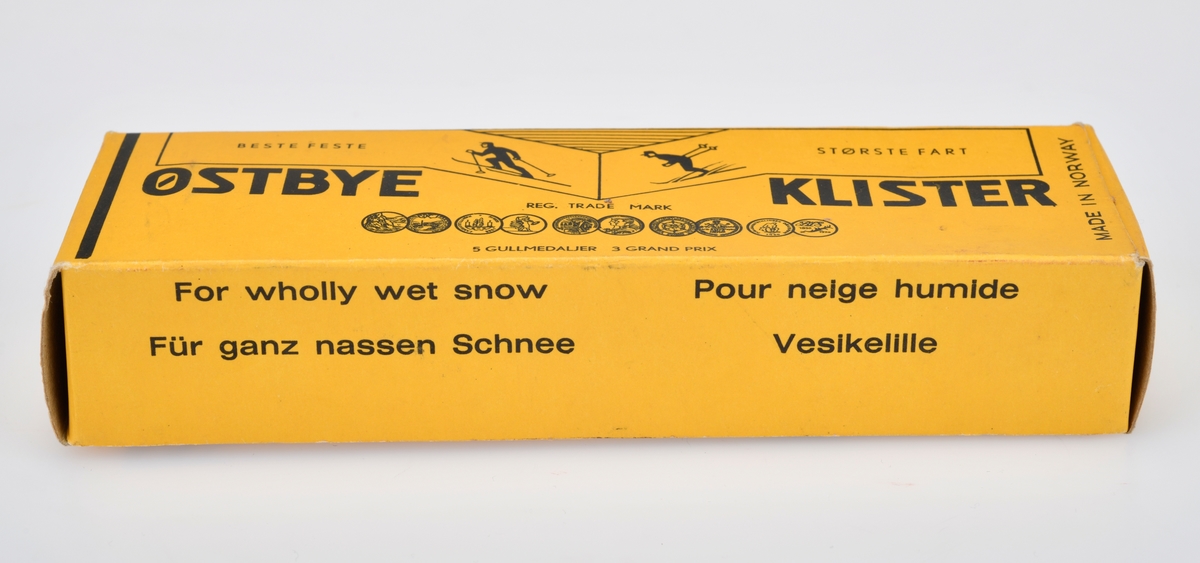 BESTE FESTE
STØRSTE FART
ØSTBYE KLISTER
REG. TRADE MARK
5 GULLMEDALJER 3 GRAND PRIX
MADE IN NORWAY
For wholly wet snow
Pour neige humide
Für ganz nassen Schnee
Vesikelille